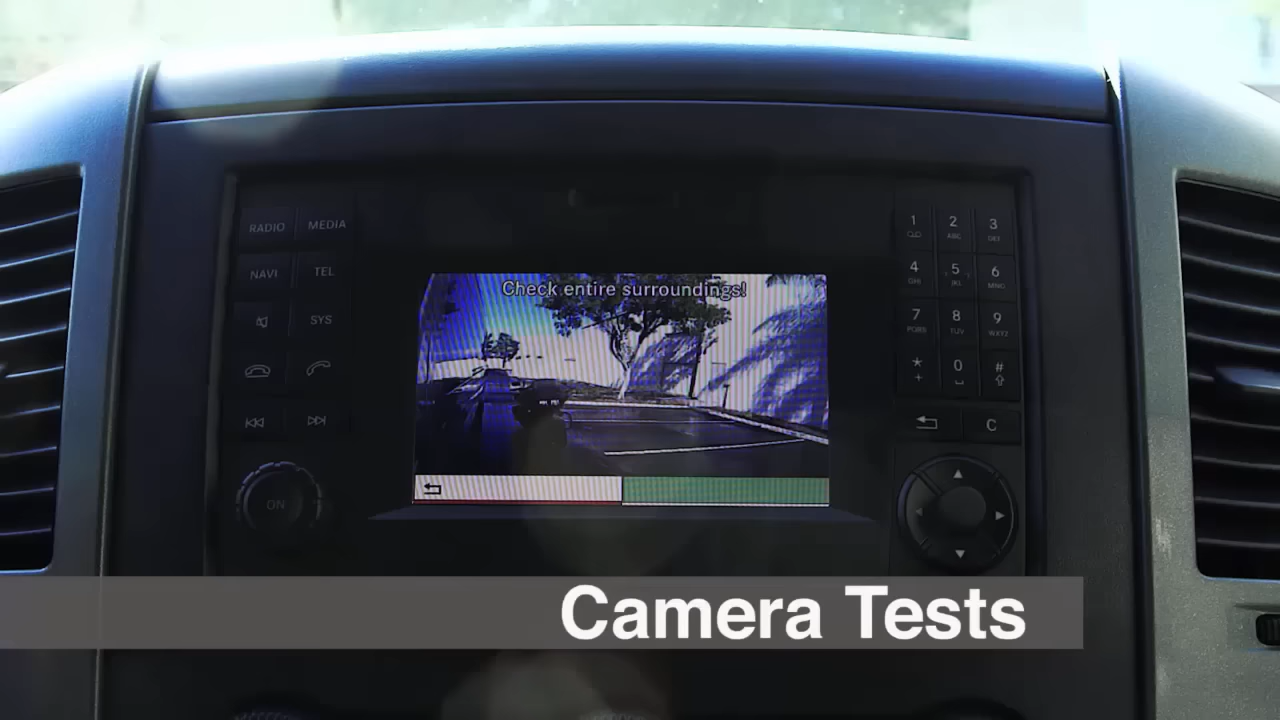 RADIO MEDIA
NAVI TEL
SYS
ON
Check entire surroundings!
1 2 3
ABC DEF
4 5 6
GHI JKL MNO
7 8 9
PQRS TUV WXYZ
* 0 #
+
C
Camera Tests